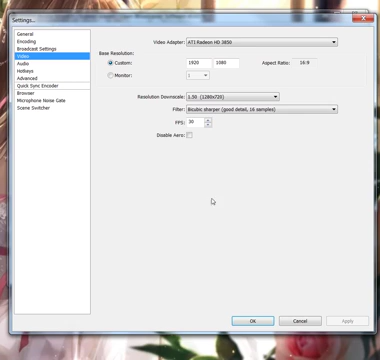 Settings...
General
Encoding
Broadcast Settings
Video
Audio
Hotkeys
Advanced
Quick Sync Encoder
Browser
Microphone Noise Gate
Scene Switcher
Video Adapter: ATI Radeon HD 3850
Base Resolution:
Custom: 1920 1080 Aspect Ratio: 16:9
Monitor: 1
Resolution Downscale: 1.50 (1280x720)
Filter: Bicubic sharper (good detail, 16 samples)
FPS: 30
Disable Aero:
OK Cancel Apply